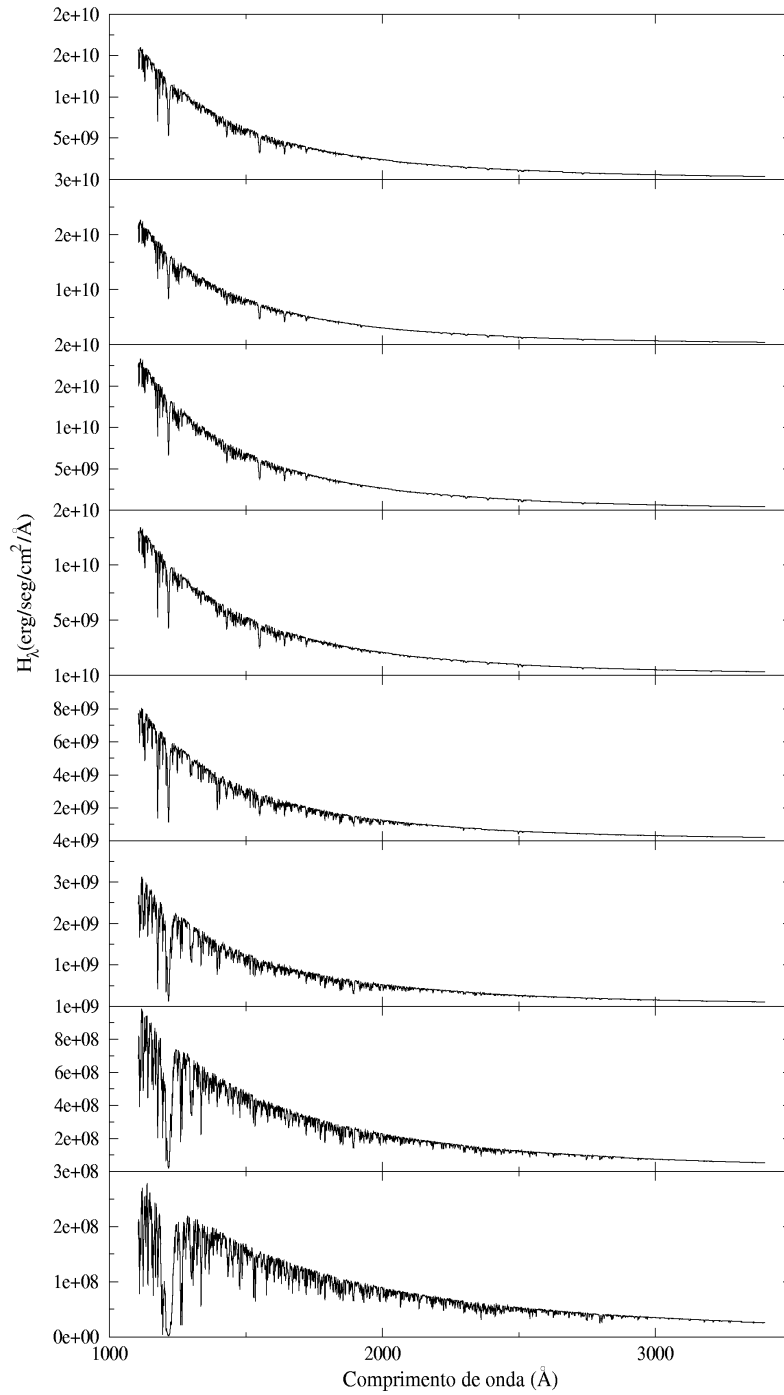 2e+10
2e+10
1e+10
5e+09
3e+10
2e+10
1e+10
2e+10
2e+10
1e+10
5e+09
2e+10
1e+10
5e+09
1e+10
8e+09
6e+09
4e+09
2e+09
4e+09
3e+09
2e+09
1e+09
1e+09
8e+08
6e+08
4e+08
2e+08
3e+08
2e+08
1e+08
0e+00
Hλ(erg/seg/cm²/Å)
1000 2000 3000
Comprimento de onda (Å)